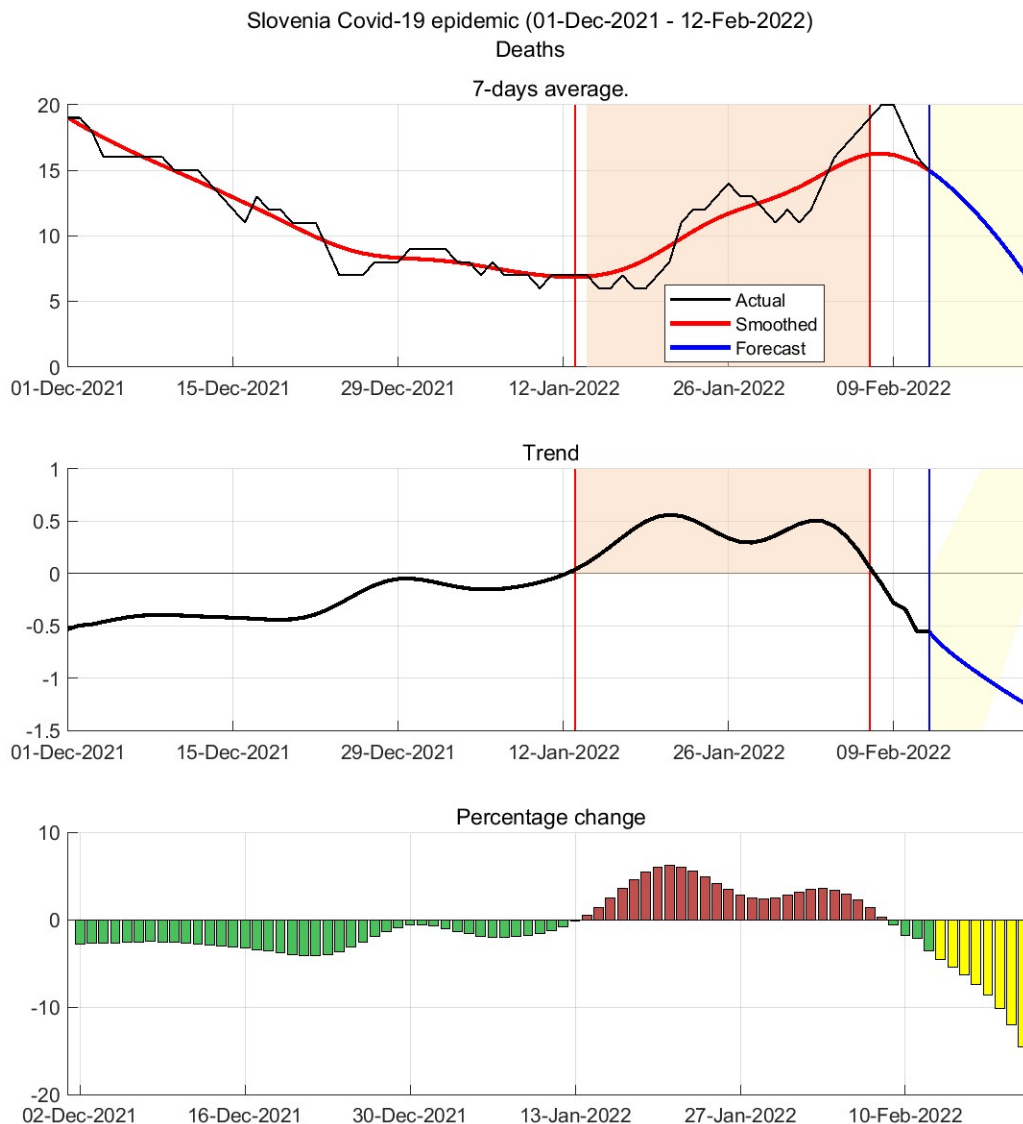 Slovenia Covid-19 epidemic (01-Dec-2021 - 12-Feb-2022)
Deaths
7-days average.
20
15
10
5
0
Actual
Smoothed
Forecast
01-Dec-2021 15-Dec-2021 29-Dec-2021 12-Jan-2022 26-Jan-2022 09-Feb-2022
Trend
1
0.5
0
-0.5
-1
-1.5
01-Dec-2021 15-Dec-2021 29-Dec-2021 12-Jan-2022 26-Jan-2022 09-Feb-2022
Percentage change
10
0
-10
-20
02-Dec-2021 16-Dec-2021 30-Dec-2021 13-Jan-2022 27-Jan-2022 10-Feb-2022